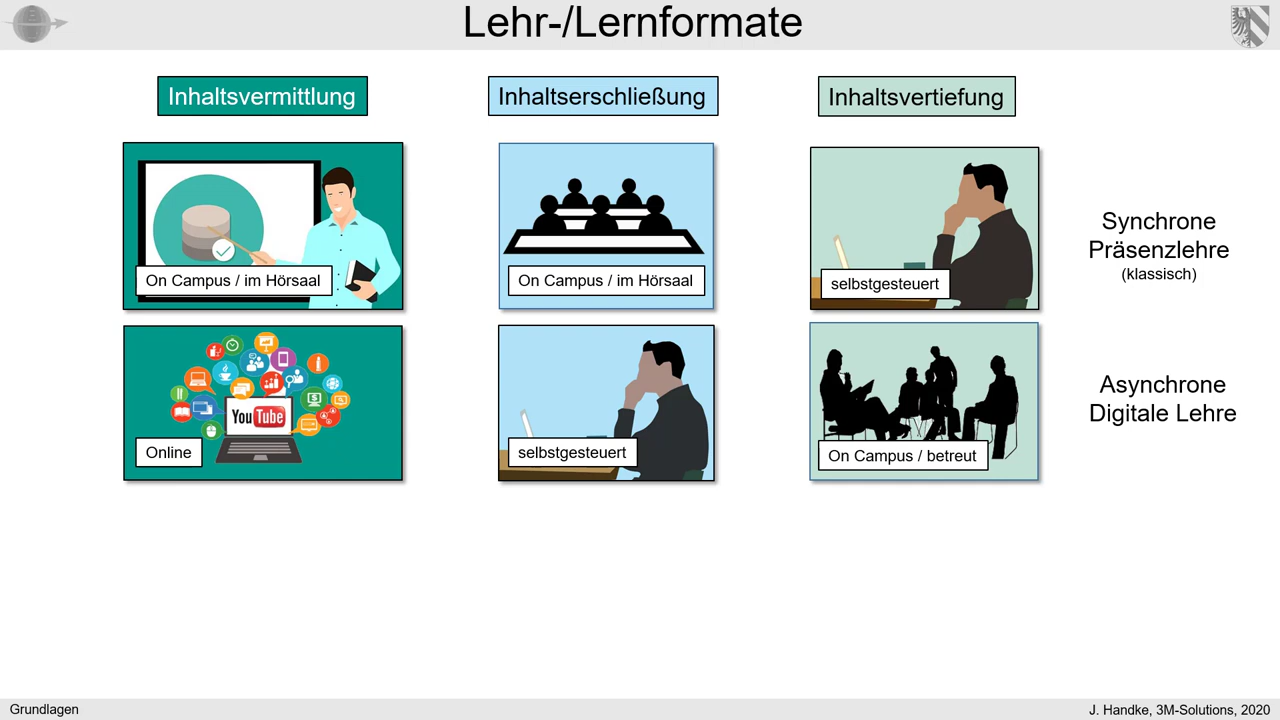 Lehr-/Lernformate
Inhaltsvermittlung
Inhaltserschließung
Inhaltsvertiefung
On Campus / im Hörsaal
On Campus / im Hörsaal
selbstgesteuert
Synchrone
Präsenzlehre
(klassisch)
YouTube
Online
selbstgesteuert
On Campus / betreut
Asynchrone
Digitale Lehre
Grundlagen
J. Handke, 3M-Solutions, 2020